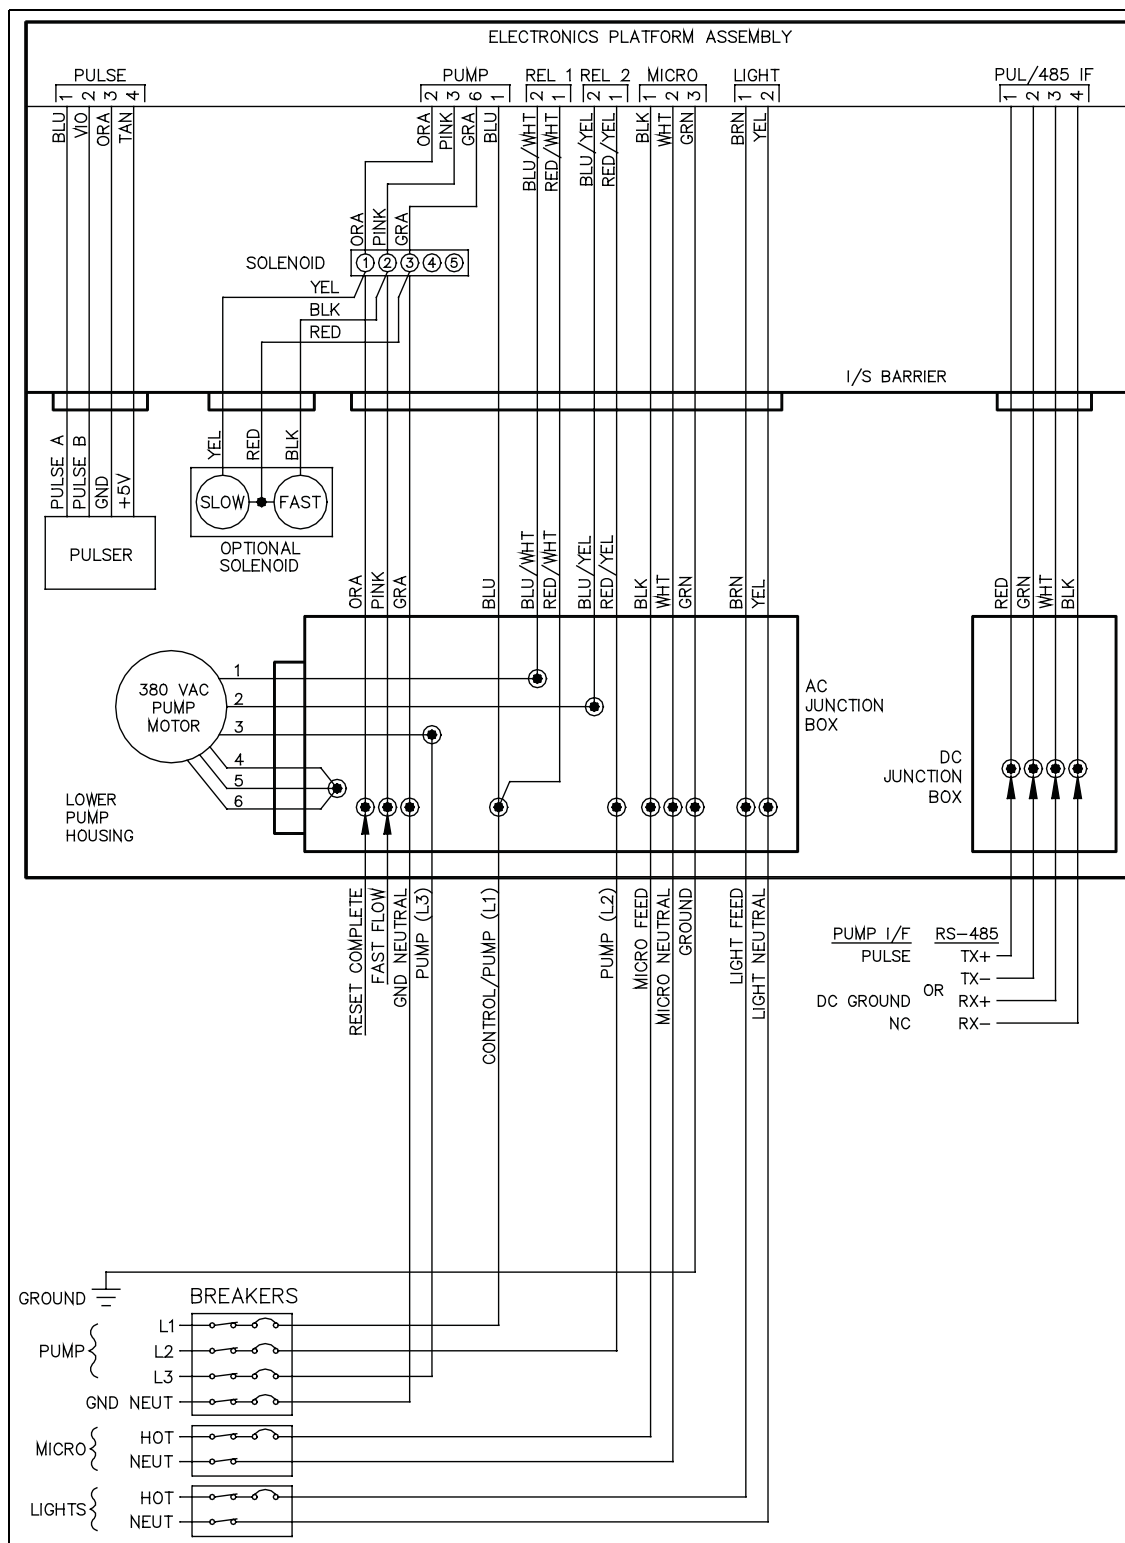 ELECTRONICS PLATFORM ASSEMBLY
PULSE
PUMP
REL 1
REL 2
MICRO
LIGHT
PUL/485 IF
1 2 3 4
2 3 6 1
2 1
2 1
1 2 3
1 2
1 2 3 4
BLU VIO ORA TAN
ORA PINK GRA BLU
BLU/WHT RED/WHT
BLU/YEL RED/YEL
BLK WHT GRN
BRN YEL
ORA PINK GRA
SOLENOID
1 2 3 4 5
YEL
BLK
RED
I/S BARRIER
PULSE A
PULSE B
GND
+5V
PULSER
YEL RED BLK
SLOW
FAST
OPTIONAL
SOLENOID
ORA PINK GRA
BLU
BLU/WHT RED/WHT
BLU/YEL RED/YEL
BLK WHT GRN
BRN YEL
RED GRN WHT BLK
380 VAC
PUMP
MOTOR
1
2
3
4
5
6
LOWER
PUMP
HOUSING
AC
JUNCTION
BOX
DC
JUNCTION
BOX
RESET COMPLETE
FAST FLOW
GND NEUTRAL
PUMP (L3)
CONTROL/PUMP (L1)
PUMP (L2)
MICRO FEED
MICRO NEUTRAL
GROUND
LIGHT FEED
LIGHT NEUTRAL
PUMP I/F RS-485
PULSE TX+
TX-
OR
DC GROUND RX+
NC RX-
GROUND
BREAKERS
PUMP
L1
L2
L3
GND NEUT
MICRO
HOT
NEUT
LIGHTS
HOT
NEUT